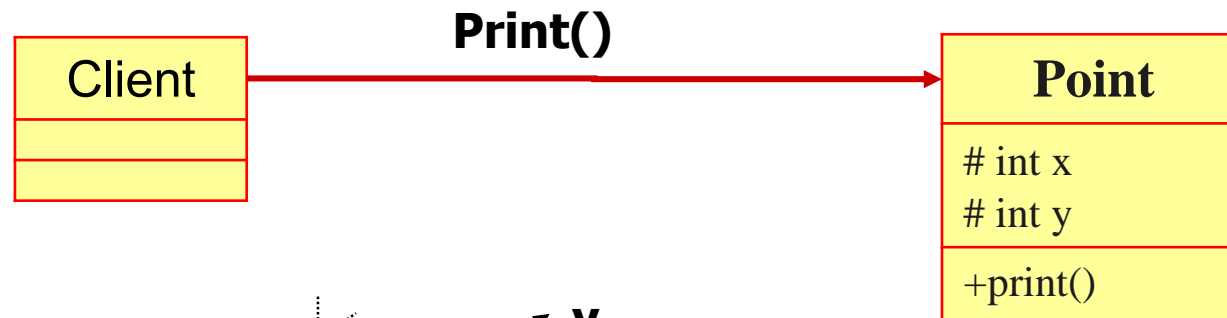 Print()
Client
Point
# int x
# int y
+print()